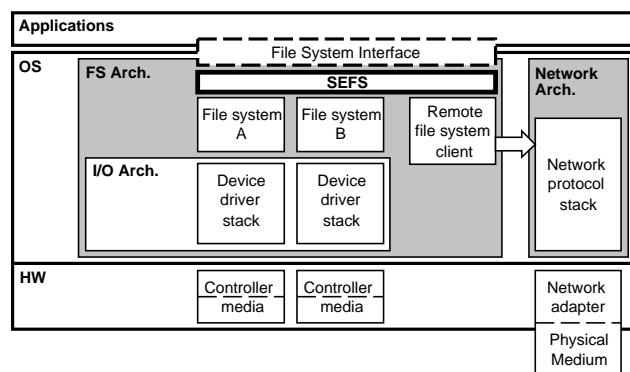 Applications
File System Interface
OS
FS Arch.
SEFS
Network
Arch.
File system
A
File system
B
Remote
file system
client
I/O Arch.
Device
driver
stack
Device
driver
stack
Network
protocol
stack
HW
Controller
media
Controller
media
Network
adapter
Physical
Medium